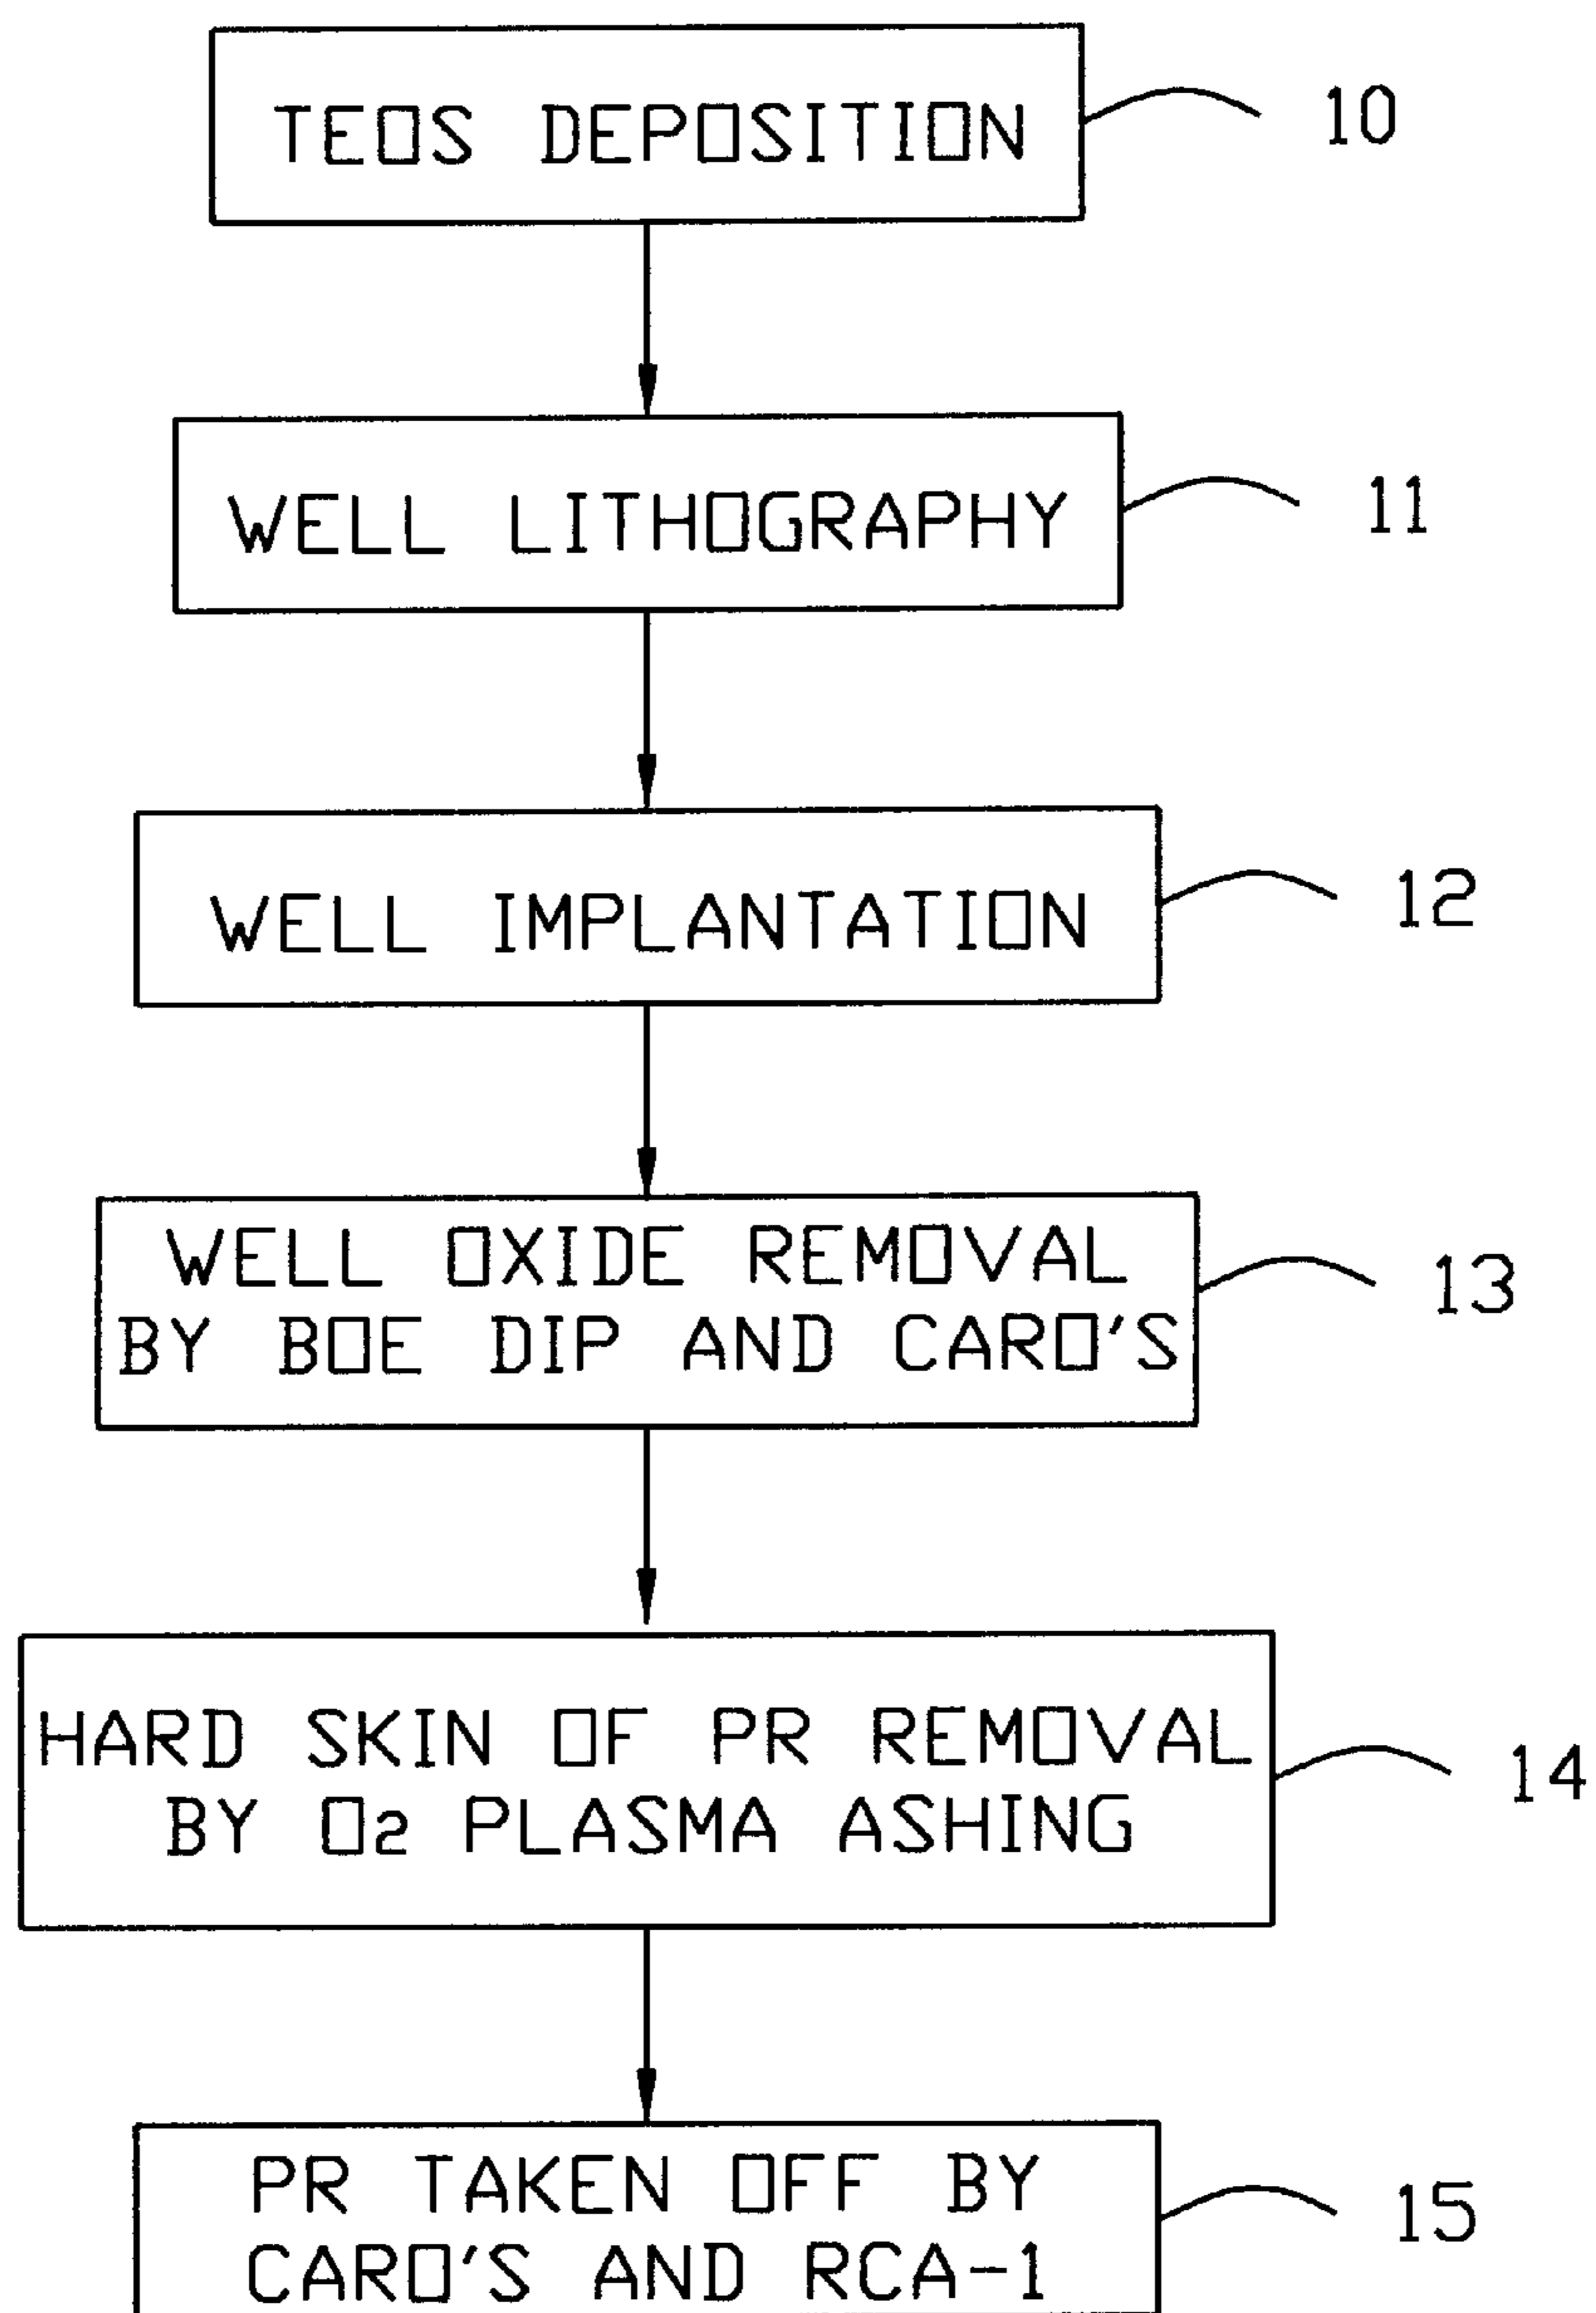 TEOS DEPOSITION
10
WELL LITHOGRAPHY
11
WELL IMPLANTATION
12
WELL OXIDE REMOVAL
BY BOE DIP AND CARO'S
13
HARD SKIN OF PR REMOVAL
BY O2 PLASMA ASHING
14
PR TAKEN OFF BY
CARO'S AND RCA-1
15